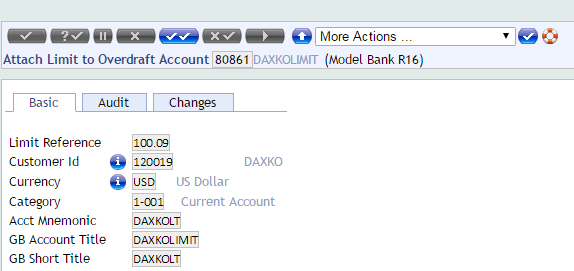 More Actions ...
Attach Limit to Overdraft Account 80861 DAXKOLIMIT (Model Bank R16)
Basic Audit Changes
Limit Reference 100.09
Customer Id 120019 DAXKO
Currency USD US Dollar
Category 1-001 Current Account
Acct Mnemonic DAXKOLT
GB Account Title DAXKOLIMIT
GB Short Title DAXKOLT